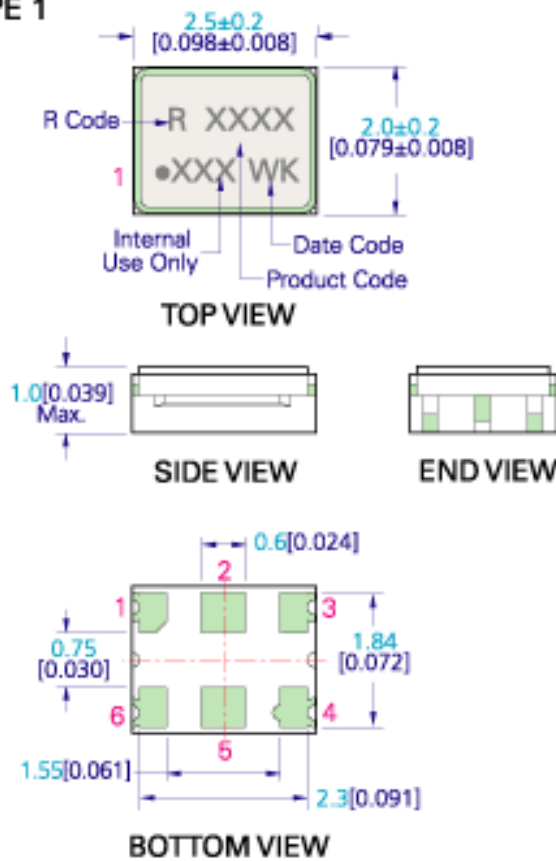 PE 1
2.5±0.2
[0.098±0.008]
R Code
R XXXX
2.0±0.2
[0.079±0.008]
1
●XXX WK
Internal
Use Only
Date Code
Product Code
TOP VIEW
1.0[0.039]
Max.
SIDE VIEW
END VIEW
0.6[0.024]
2
1
3
0.75
[0.030]
1.84
[0.072]
6
4
5
1.55[0.061]
2.3[0.091]
BOTTOM VIEW